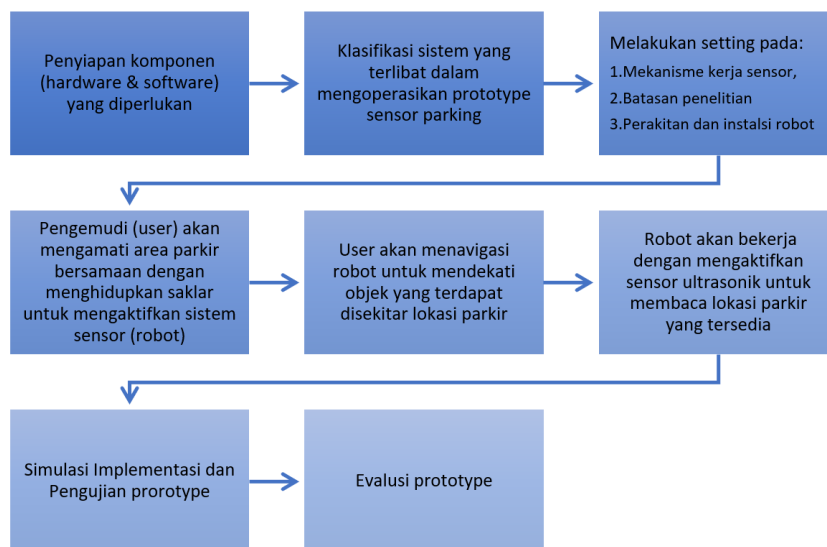 Penyiapan komponen
(hardware & software)
yang diperlukan
Klasifikasi sistem yang
terlibat dalam
mengoperasikan prototype
sensor parking
Melakukan setting pada:
1.Mekanisme kerja sensor,
2.Batasan penelitian
3.Perakitan dan instalsi robot
Pengemudi (user) akan
mengamati area parkir
bersamaan dengan
menghidupkan saklar
untuk mengaktifkan sistem
sensor (robot)
User akan menavigasi
robot untuk mendekati
objek yang terdapat
disekitar lokasi parkir
Robot akan bekerja
dengan mengaktifkan
sensor ultrasonik untuk
membaca lokasi parkir
yang tersedia
Simulasi Implementasi dan
Pengujian prorotype
Evalusi prototype